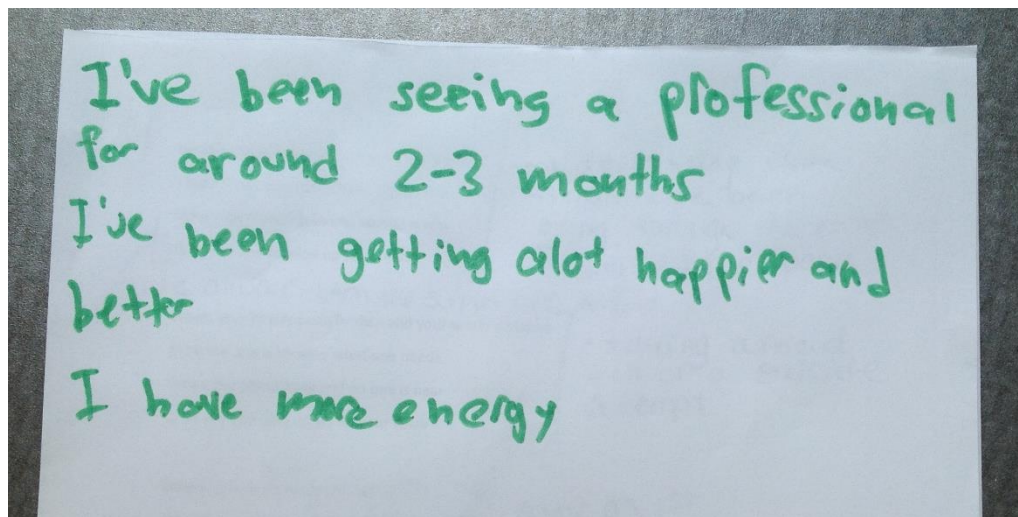 I've been seeing a professional
for around 2-3 months
I've been getting alot happier and
better
I have more energy